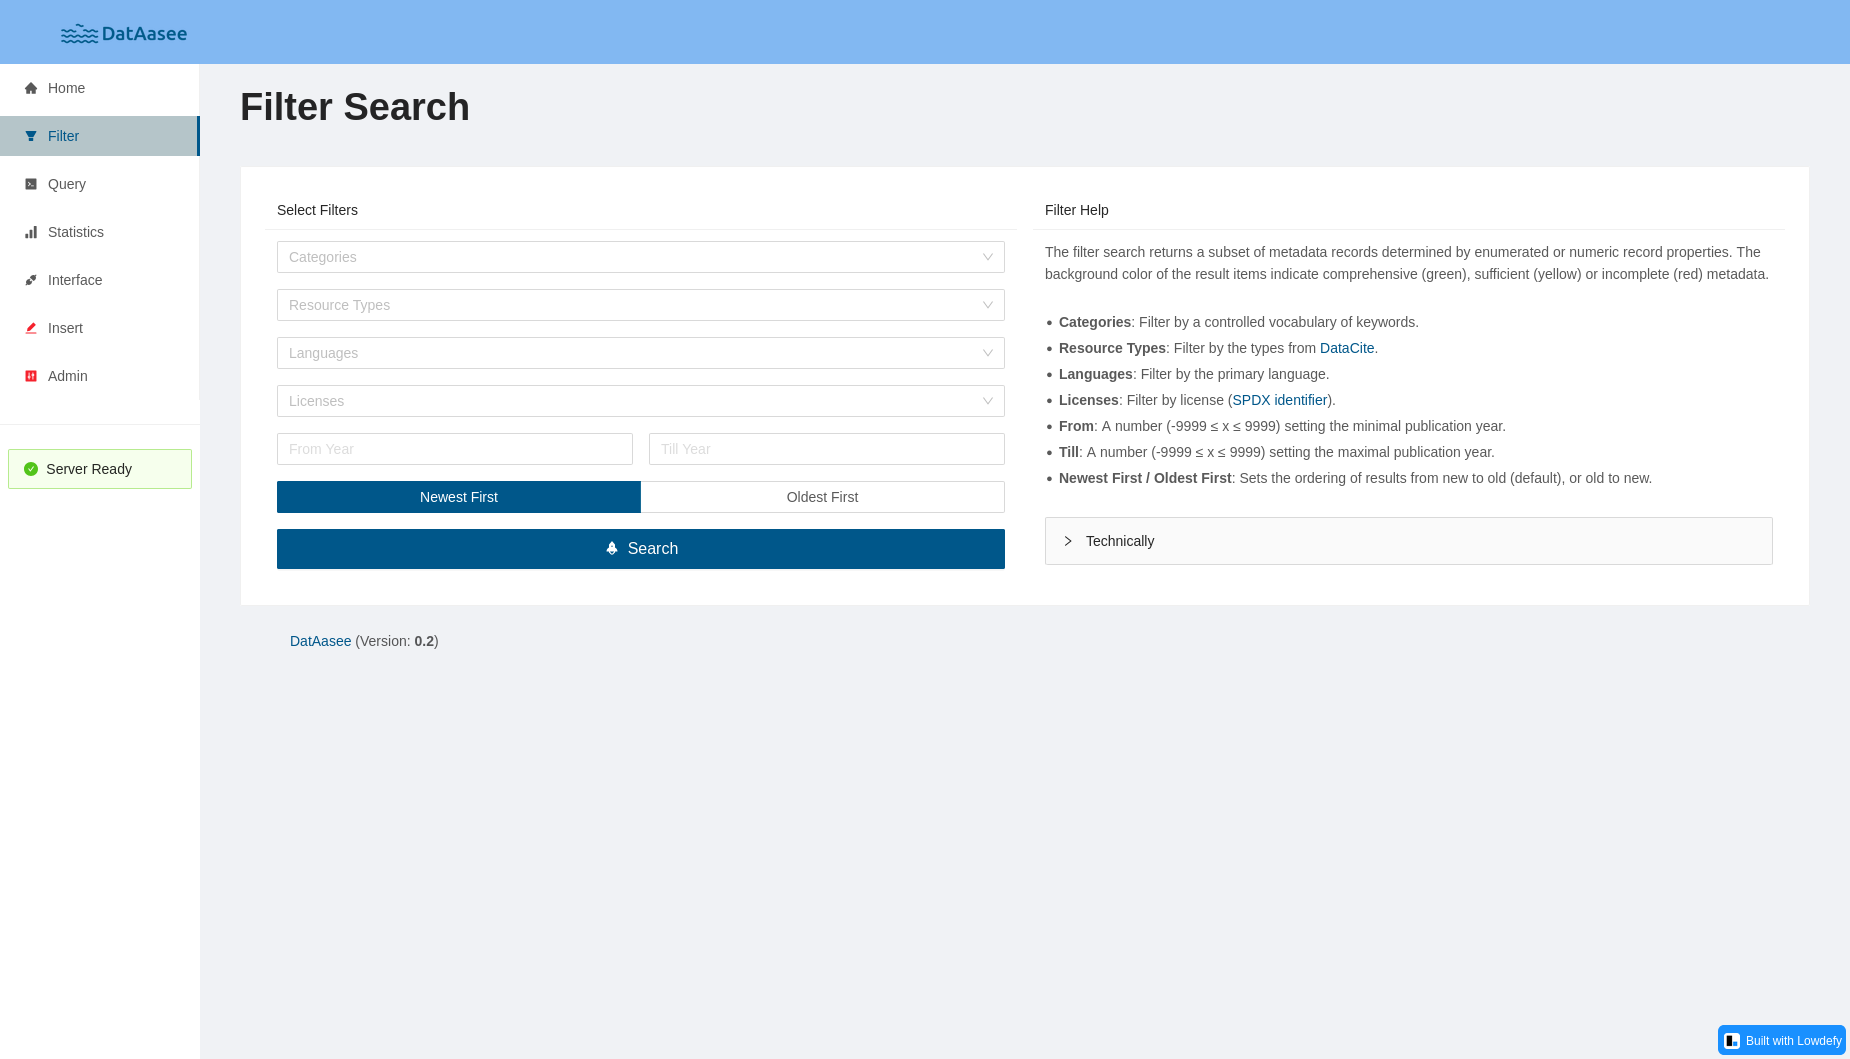 DatAasee
Home
Filter
Query
Statistics
Interface
Insert
Admin
Server Ready
Filter Search
Select Filters
Categories
Resource Types
Languages
Licenses
From Year
Till Year
Newest First
Oldest First
Search
Filter Help
The filter search returns a subset of metadata records determined by enumerated or numeric record properties. The
background color of the result items indicate comprehensive (green), sufficient (yellow) or incomplete (red) metadata.
• Categories: Filter by a controlled vocabulary of keywords.
• Resource Types: Filter by the types from DataCite.
• Languages: Filter by the primary language.
• Licenses: Filter by license (SPDX identifier).
• From: A number (-9999 ≤ x ≤ 9999) setting the minimal publication year.
• Till: A number (-9999 ≤ x ≤ 9999) setting the maximal publication year.
• Newest First / Oldest First: Sets the ordering of results from new to old (default), or old to new.
Technically
DatAasee (Version: 0.2)
Built with Lowdefy